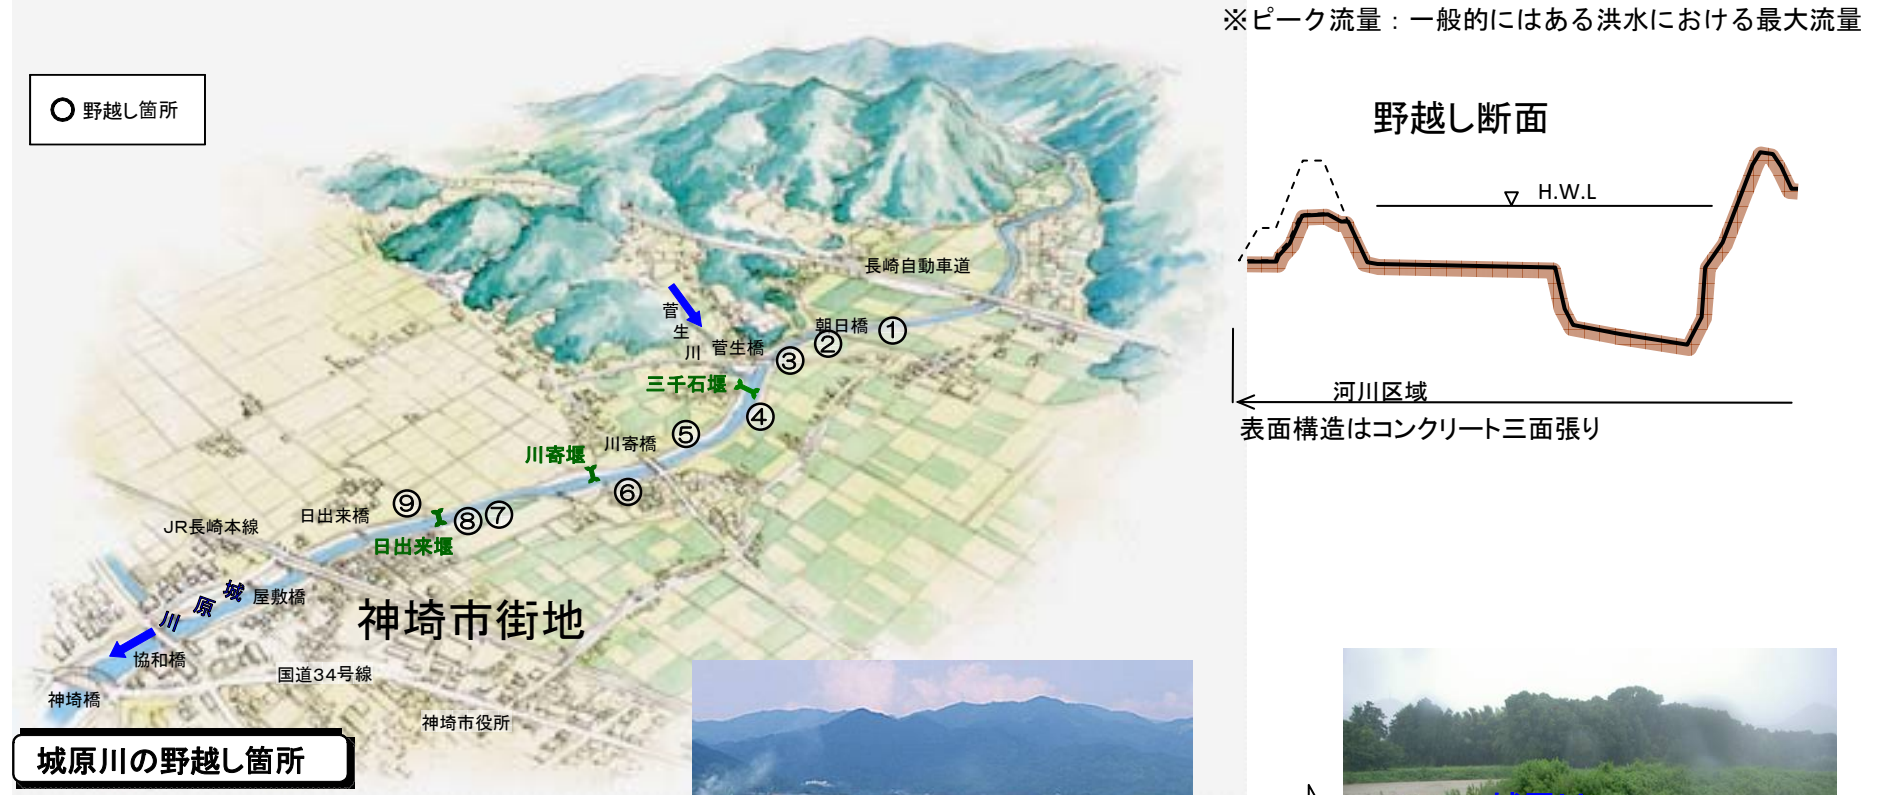 ※ピーク流量：一般的にはある洪水における最大流量
○ 野越し箇所
野越し断面
H.W.L
河川区域
表面構造はコンクリート三面張り
長崎自動車道
菅生川
朝日橋
①
②
菅生橋
③
三千石堰
④
⑤
川寄橋
川寄堰
⑥
⑨
⑧
⑦
日出来橋
日出来堰
JR長崎本線
城原川
屋敷橋
神埼市街地
協和橋
国道34号線
神埼橋
神埼市役所
城原川の野越し箇所